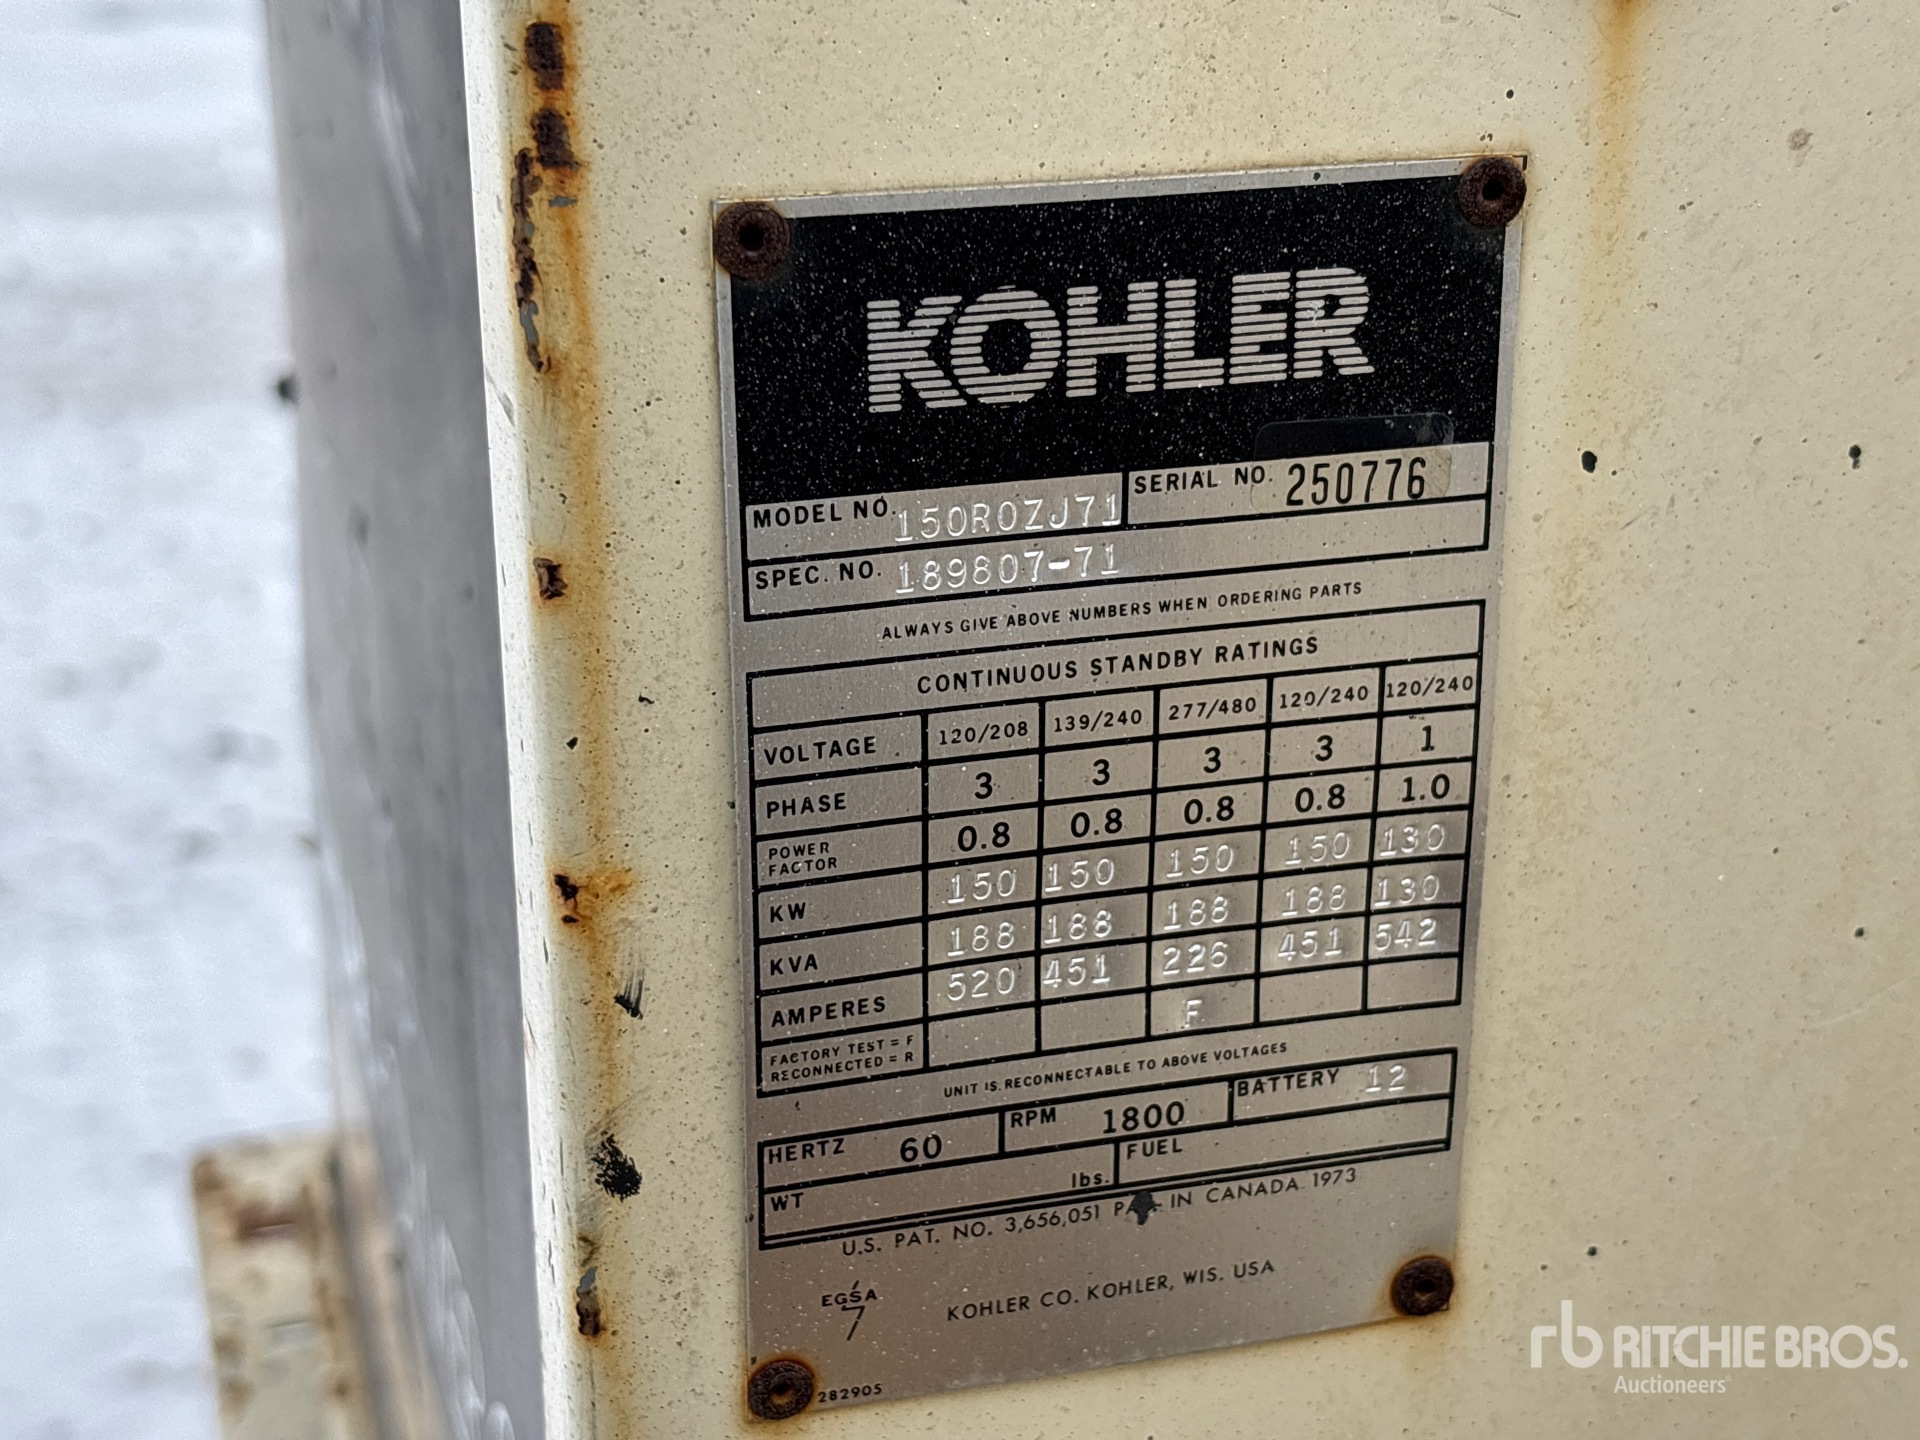 KOHLER
MODEL NO. 150ROZJ71 SERIAL NO. 250776
SPEC. NO. 189807-71
ALWAYS GIVE ABOVE NUMBERS WHEN ORDERING PARTS
CONTINUOUS STANDBY RATINGS
VOLTAGE 120/208 139/240 277/480 120/240 120/240
PHASE 3 3 3 3 1
POWER FACTOR 0.8 0.8 0.8 0.8 1.0
KW 150 150 150 150 130
KVA 188 188 188 188 130
AMPERES 520 451 226 451 542
FACTORY TEST = F
RECONNECTED = R F
UNIT IS RECONNECTABLE TO ABOVE VOLTAGES
HERTZ 60 RPM 1800 BATTERY 12
WT lbs. FUEL
U.S. PAT. NO. 3,656,051 IN CANADA 1973
EGSA
KOHLER CO. KOHLER, WIS. USA
282905
rb RITCHIE BROS.
Auctioneers